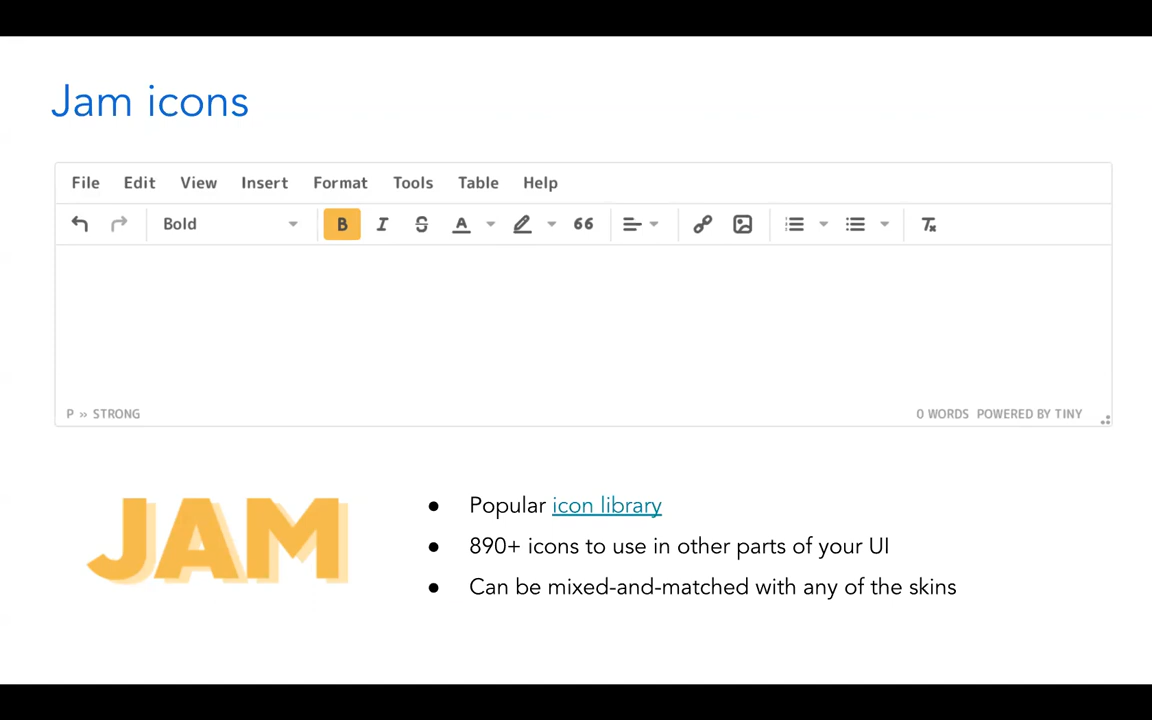 Jam icons
File Edit View Insert Format Tools Table Help
Bold B I S A 66 Tx
P » STRONG 0 WORDS POWERED BY TINY
JAM
● Popular icon library
● 890+ icons to use in other parts of your UI
● Can be mixed-and-matched with any of the skins